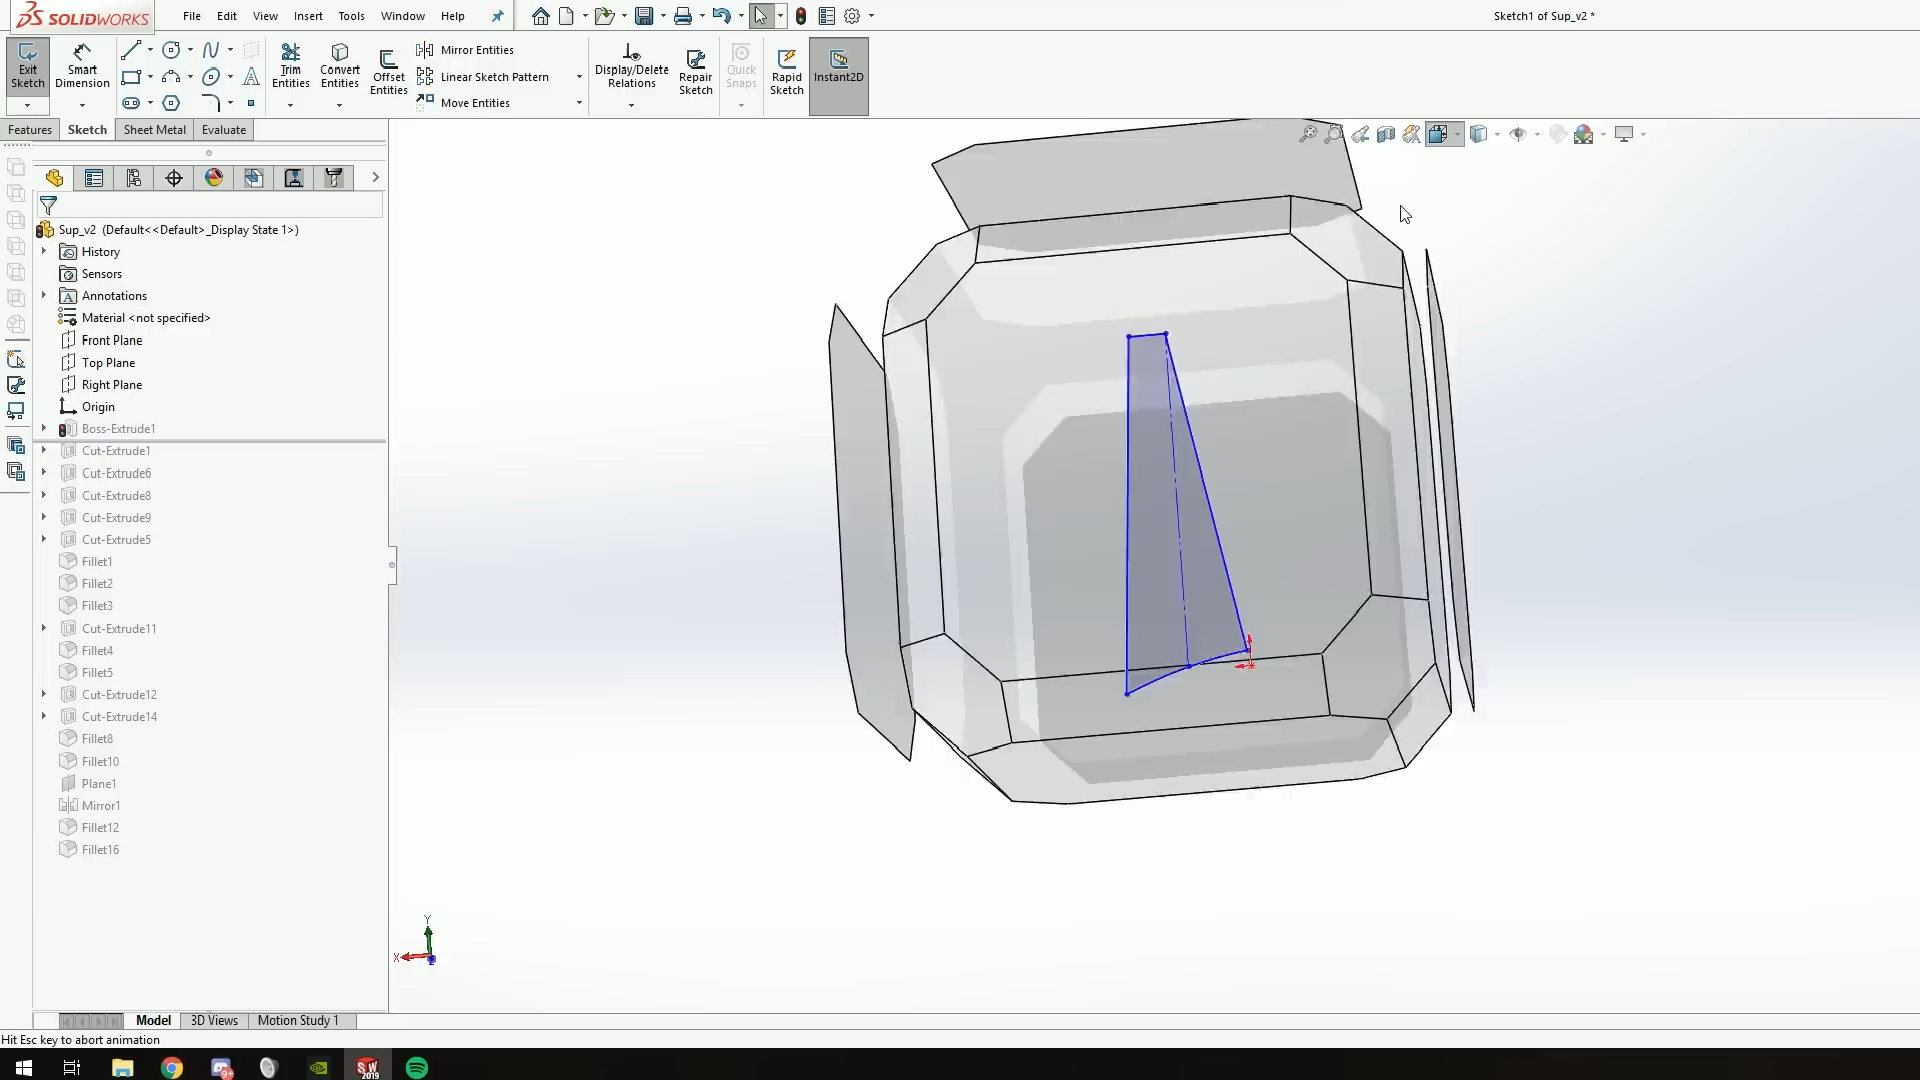 SOLIDWORKS
File Edit View Insert Tools Window Help
Sketch1 of Sup_v2 *
Exit Sketch
Smart Dimension
Trim Entities
Convert Entities
Offset Entities
Mirror Entities
Linear Sketch Pattern
Move Entities
Display/Delete Relations
Repair Sketch
Quick Snaps
Rapid Sketch
Instant2D
Features Sketch Sheet Metal Evaluate
Sup_v2 (Default<<Default>_Display State 1>)
History
Sensors
Annotations
Material <not specified>
Front Plane
Top Plane
Right Plane
Origin
Boss-Extrude1
Cut-Extrude1
Cut-Extrude6
Cut-Extrude8
Cut-Extrude9
Cut-Extrude5
Fillet1
Fillet2
Fillet3
Cut-Extrude11
Fillet4
Fillet5
Cut-Extrude12
Cut-Extrude14
Fillet8
Fillet10
Plane1
Mirror1
Fillet12
Fillet16
Y
X
Model 3D Views Motion Study 1
Hit Esc key to abort animation
9+
SW
2019